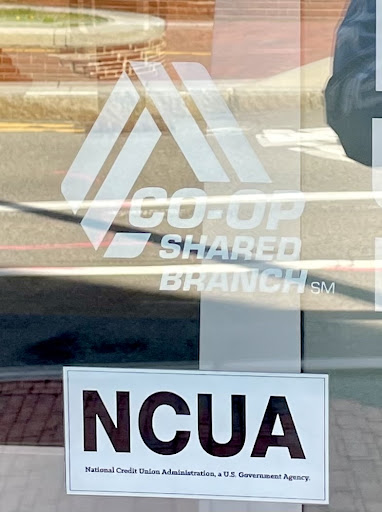 CO-OP
SHARED
BRANCH SM
NCUA
National Credit Union Administration, a U.S. Government Agency.